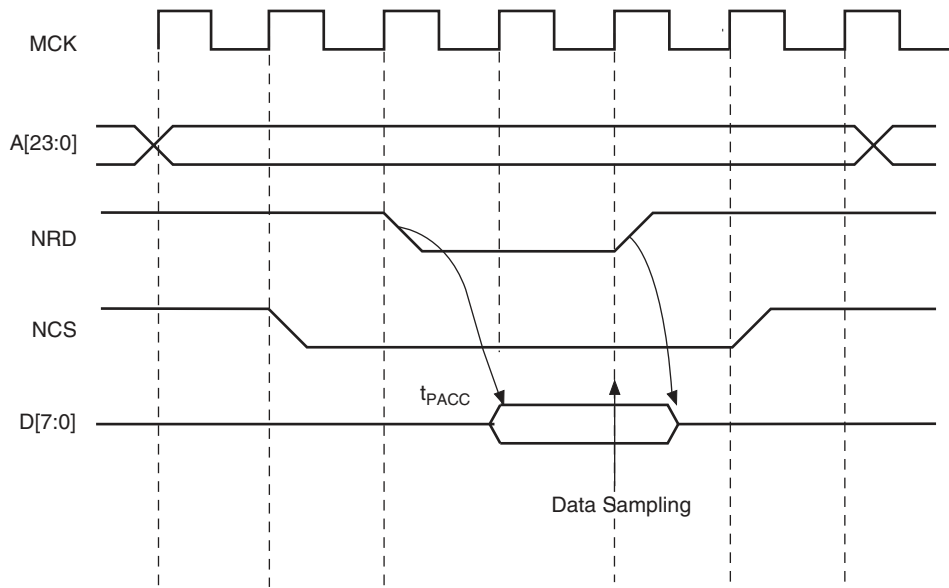 MCK
A[23:0]
NRD
NCS
tPACC
D[7:0]
Data Sampling